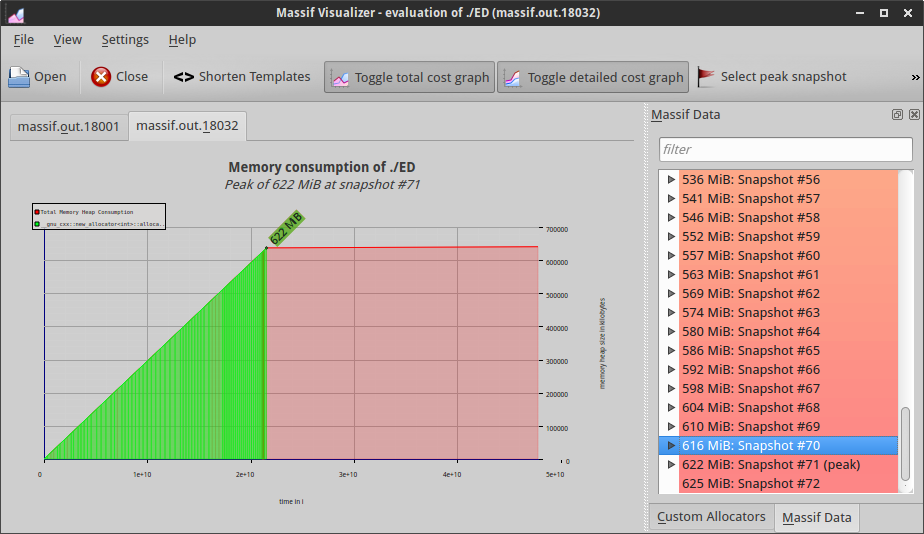 Massif Visualizer - evaluation of ./ED (massif.out.18032)
File View Settings Help
Open Close <> Shorten Templates Toggle total cost graph Toggle detailed cost graph Select peak snapshot »
massif.out.18001 massif.out.18032
Memory consumption of ./ED
Peak of 622 MiB at snapshot #71
Total Memory Heap Consumption
__gnu_cxx::new_allocator<int>::alloca...
622 MiB
700000
600000
500000
400000
300000
200000
100000
0
memory heap size in kilobytes
0 1e+10 2e+10 3e+10 4e+10 5e+10
time in i
Massif Data
filter
536 MiB: Snapshot #56
541 MiB: Snapshot #57
546 MiB: Snapshot #58
552 MiB: Snapshot #59
557 MiB: Snapshot #60
563 MiB: Snapshot #61
569 MiB: Snapshot #62
574 MiB: Snapshot #63
580 MiB: Snapshot #64
586 MiB: Snapshot #65
592 MiB: Snapshot #66
598 MiB: Snapshot #67
604 MiB: Snapshot #68
610 MiB: Snapshot #69
616 MiB: Snapshot #70
622 MiB: Snapshot #71 (peak)
625 MiB: Snapshot #72
Custom Allocators Massif Data